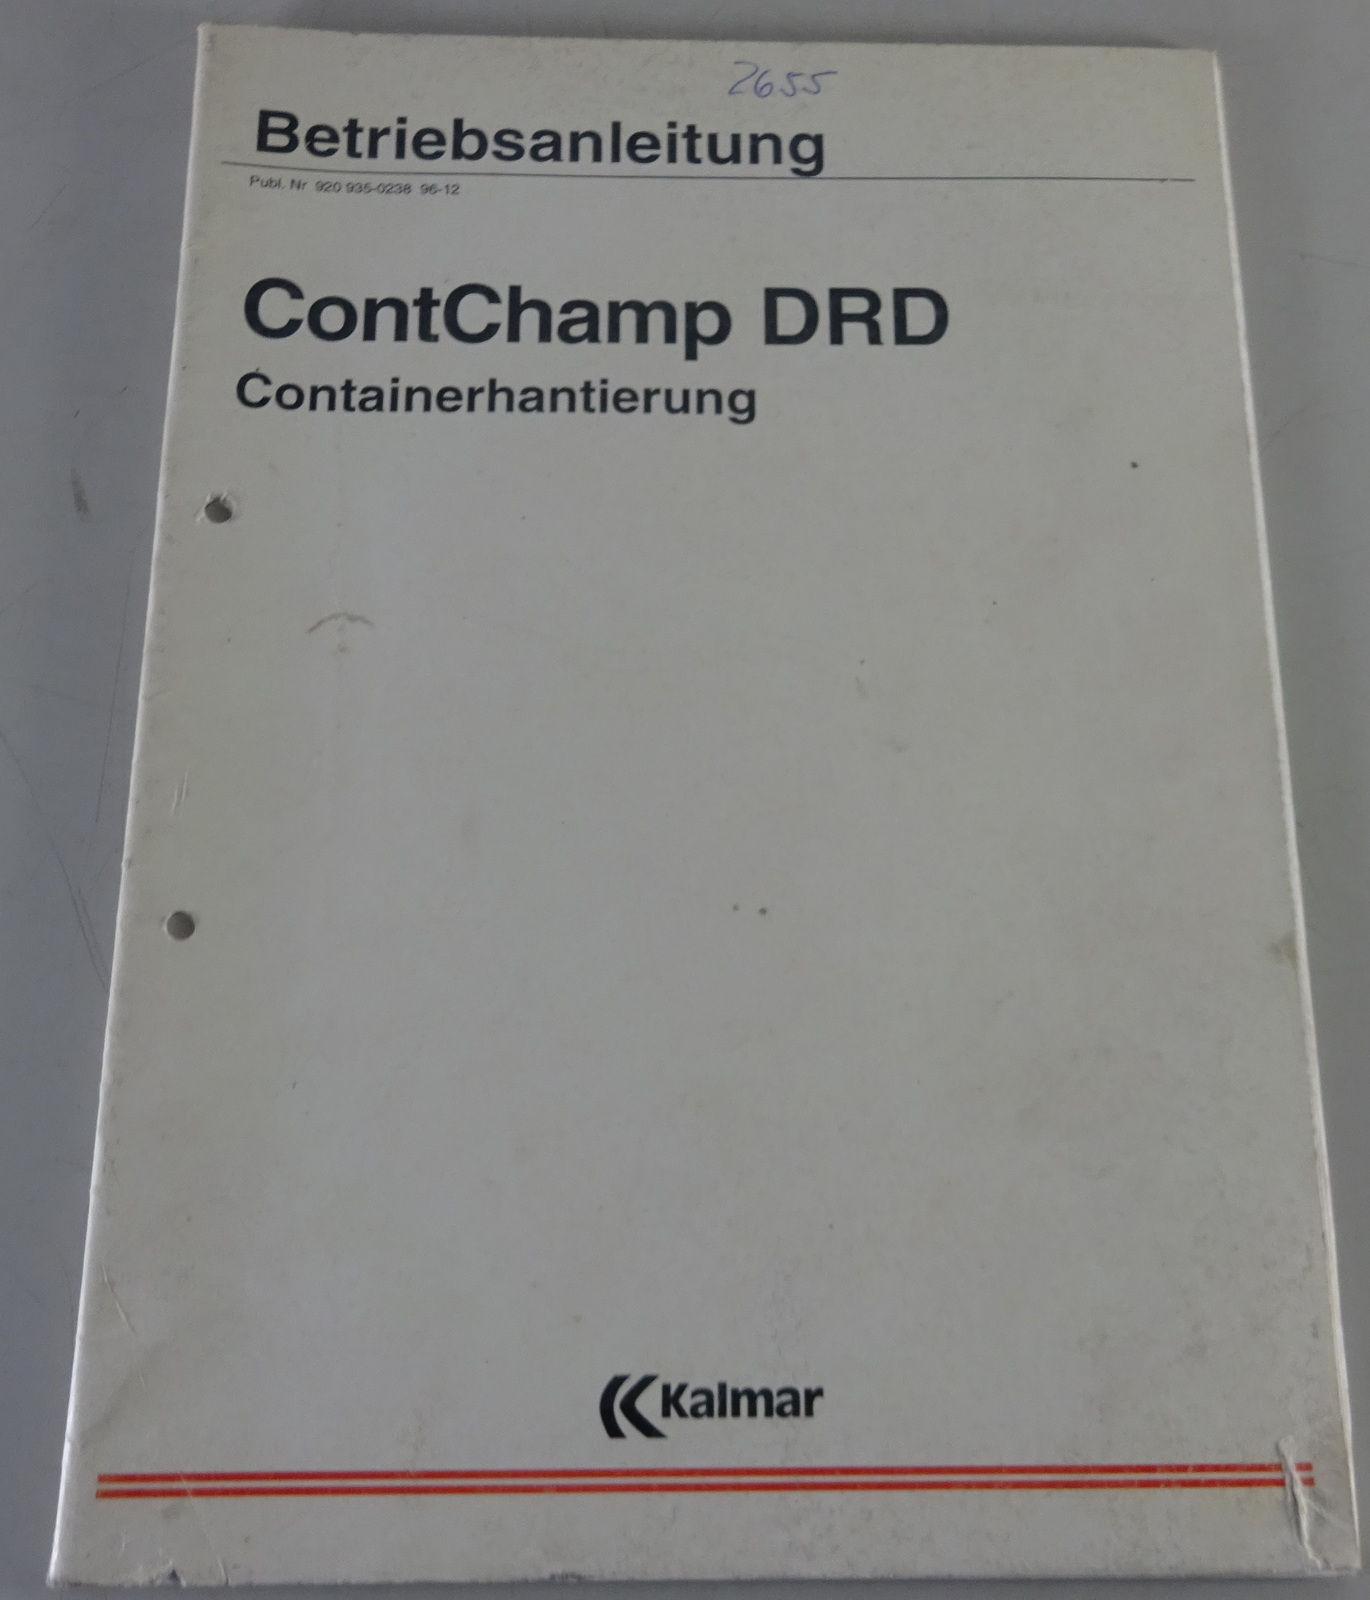 2655
Betriebsanleitung
Publ. Nr 920 935-0238 96-12
ContChamp DRD
Containerhantierung
Kalmar